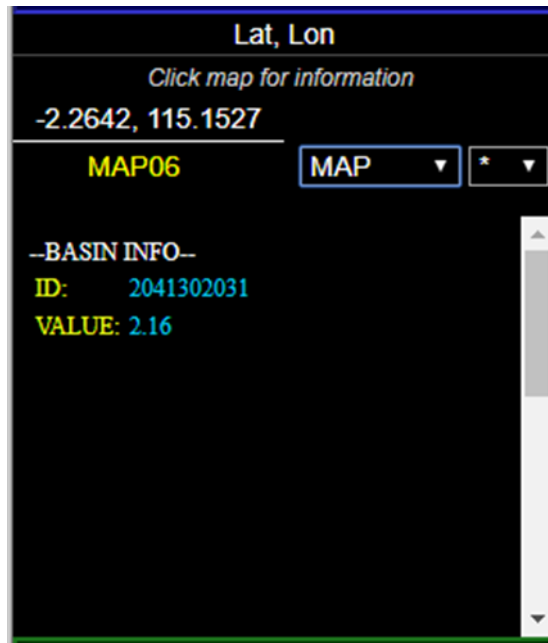 Lat, Lon
Click map for information
-2.2642, 115.1527
MAP06 MAP *
--BASIN INFO--
ID: 2041302031
VALUE: 2.16